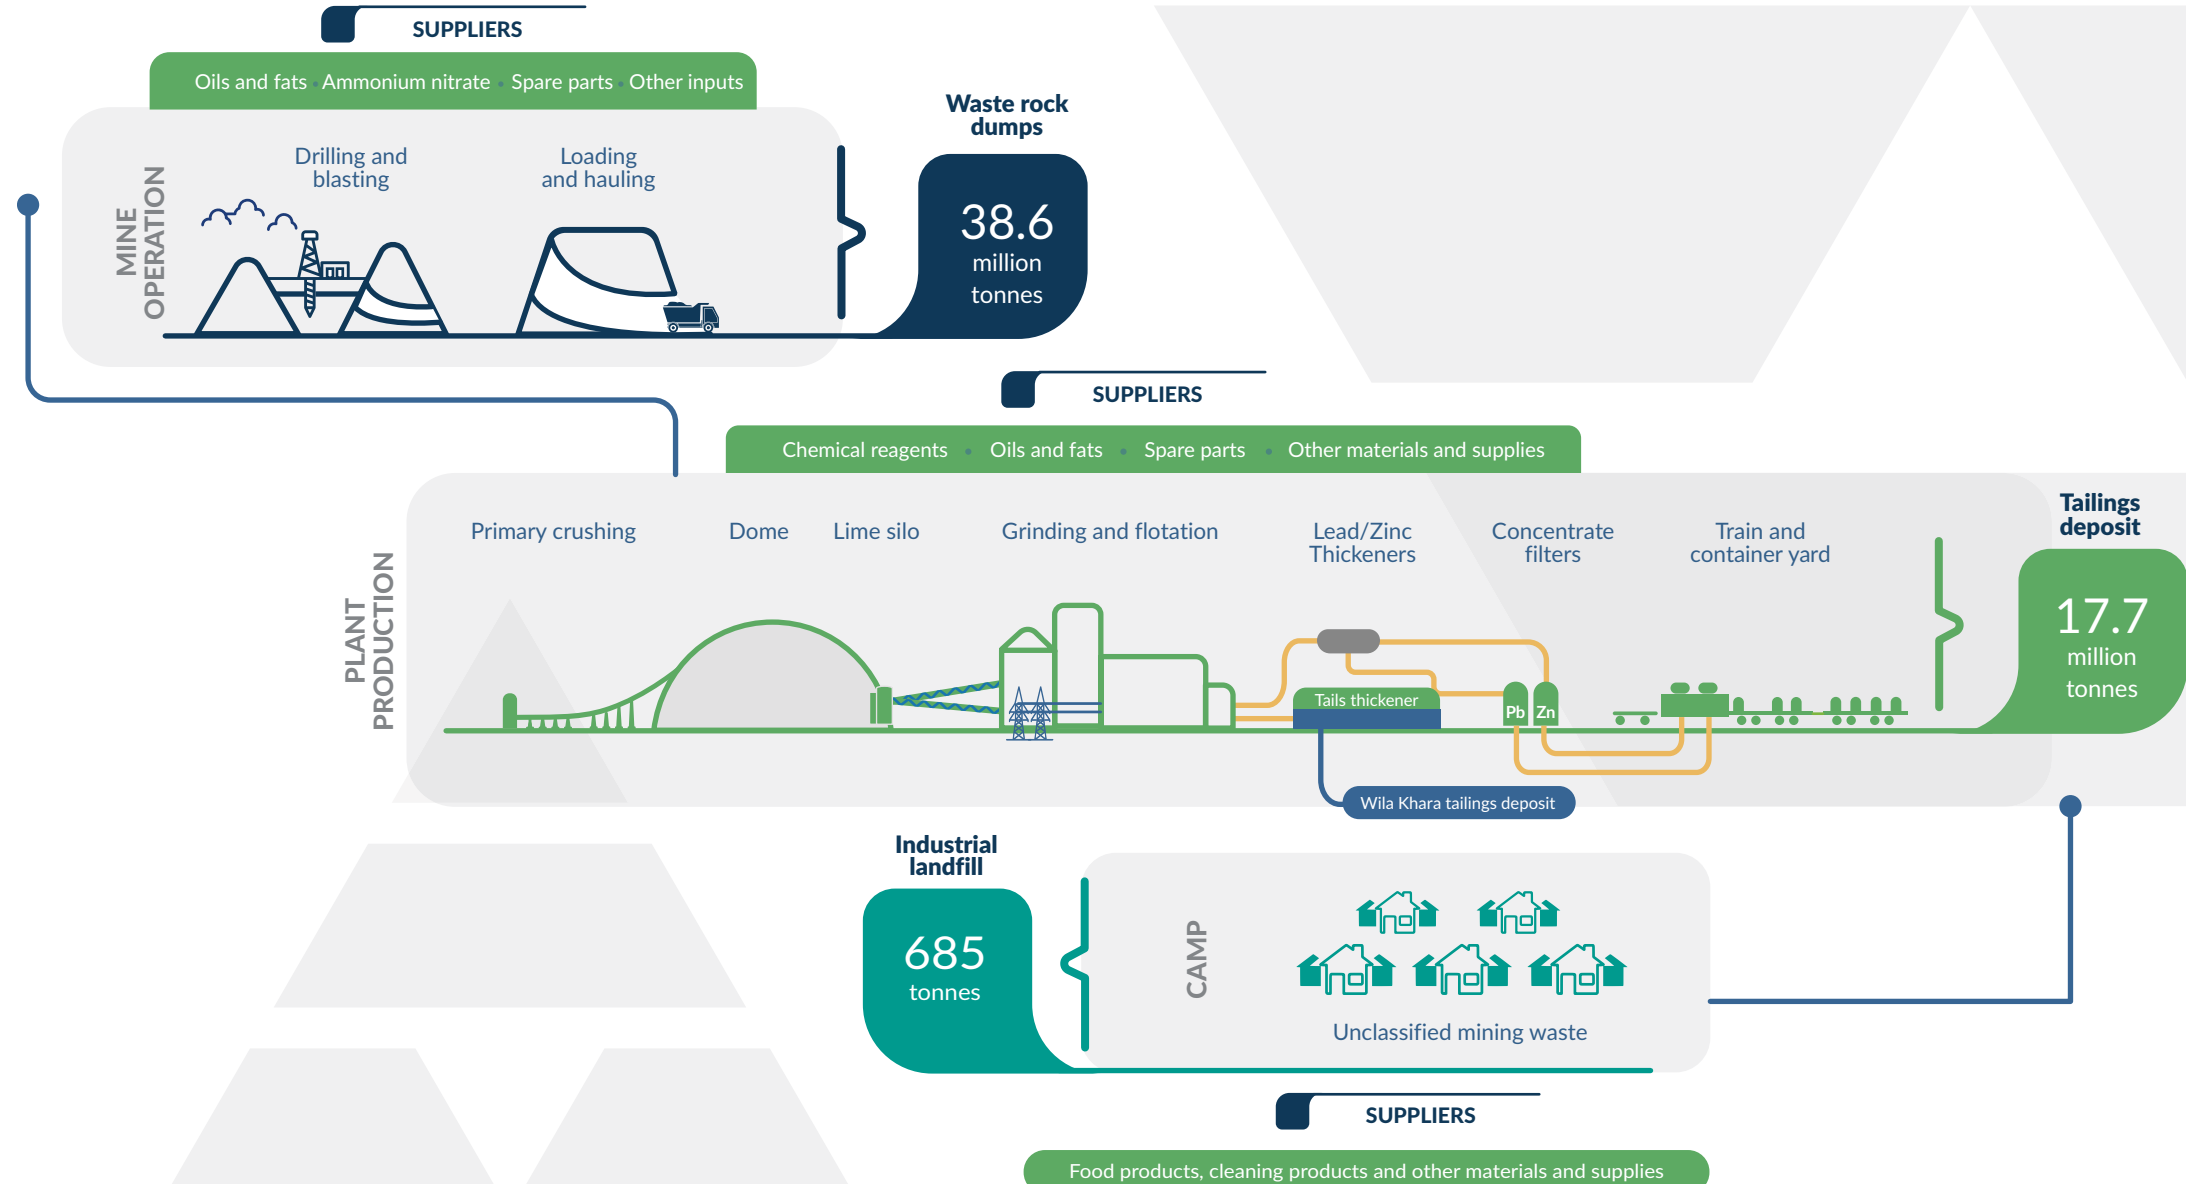 SUPPLIERS
Oils and fats • Ammonium nitrate • Spare parts • Other inputs
MINE
OPERATION
Drilling and
blasting
Loading
and hauling
Waste rock
dumps
38.6
million
tonnes
SUPPLIERS
Chemical reagents • Oils and fats • Spare parts • Other materials and supplies
PLANT
PRODUCTION
Primary crushing
Dome
Lime silo
Grinding and flotation
Lead/Zinc
Thickeners
Concentrate
filters
Train and
container yard
Tails thickener
Pb
Zn
Wila Khara tailings deposit
Tailings
deposit
17.7
million
tonnes
Industrial
landfill
685
tonnes
CAMP
Unclassified mining waste
SUPPLIERS
Food products, cleaning products and other materials and supplies